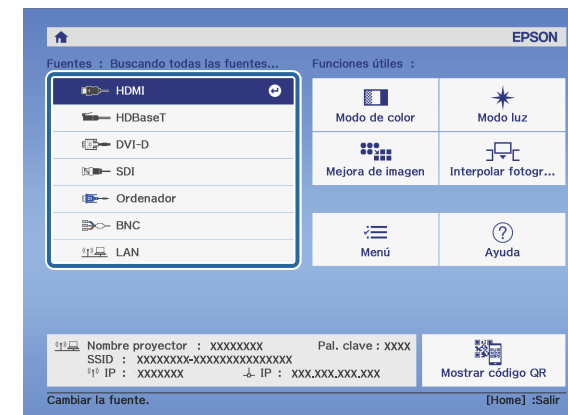 EPSON
Fuentes : Buscando todas las fuentes...
Funciones útiles :
HDMI
HDBaseT
DVI-D
SDI
Ordenador
BNC
LAN
Modo de color
Modo luz
Mejora de imagen
Interpolar fotogr...
Menú
Ayuda
Nombre proyector : XXXXXXXX
Pal. clave : XXXX
SSID : XXXXXXXX-XXXXXXXXXXXXXXX
IP : XXXXXXX
IP : XXX.XXX.XXX.XXX
Mostrar código QR
Cambiar la fuente.
[Home] :Salir